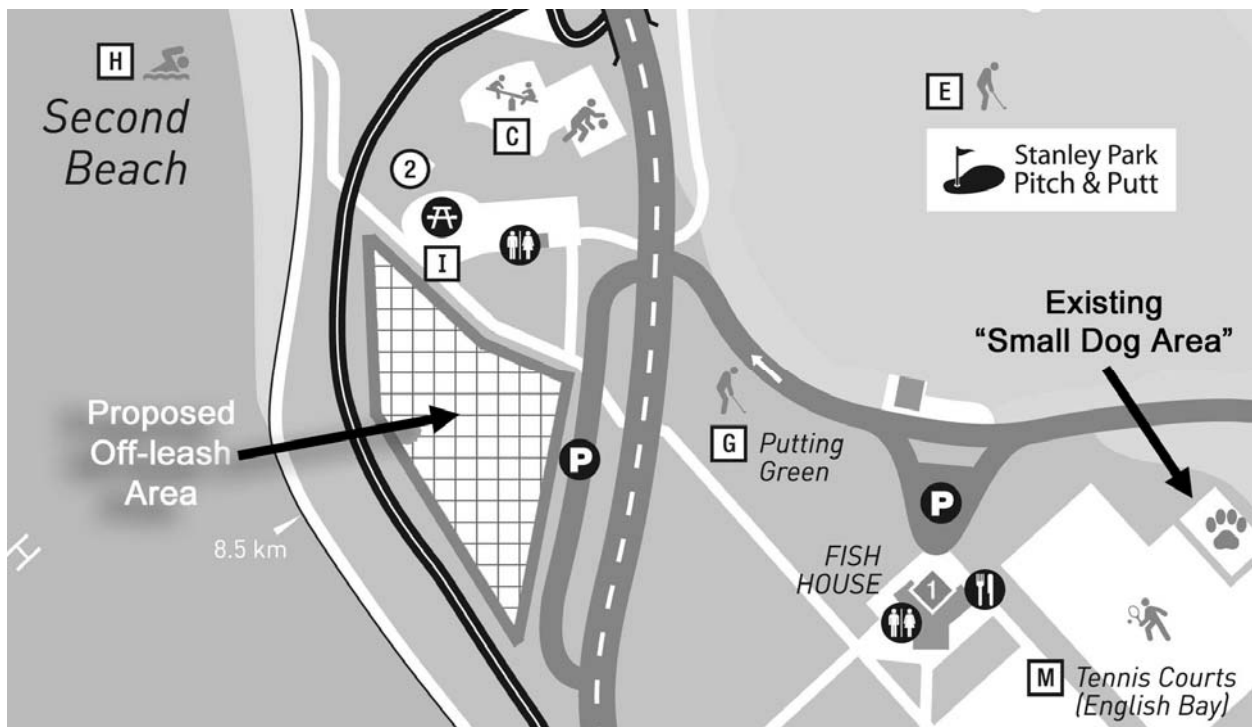 H
Second
Beach
C
2
I
E
Stanley Park
Pitch & Putt
Existing
“Small Dog Area”
Proposed
Off-leash
Area
P
G
Putting
Green
P
8.5 km
H
FISH
HOUSE
1
M
Tennis Courts
(English Bay)